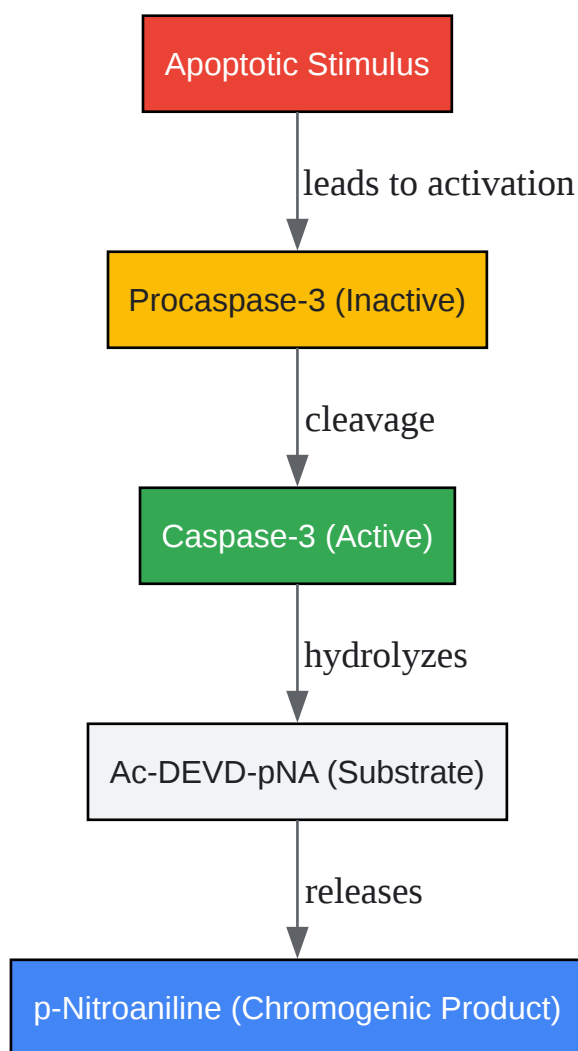 Apoptotic Stimulus
leads to activation
Procaspase-3 (Inactive)
cleavage
Caspase-3 (Active)
hydrolyzes
Ac-DEVD-pNA (Substrate)
releases
p-Nitroaniline (Chromogenic Product)